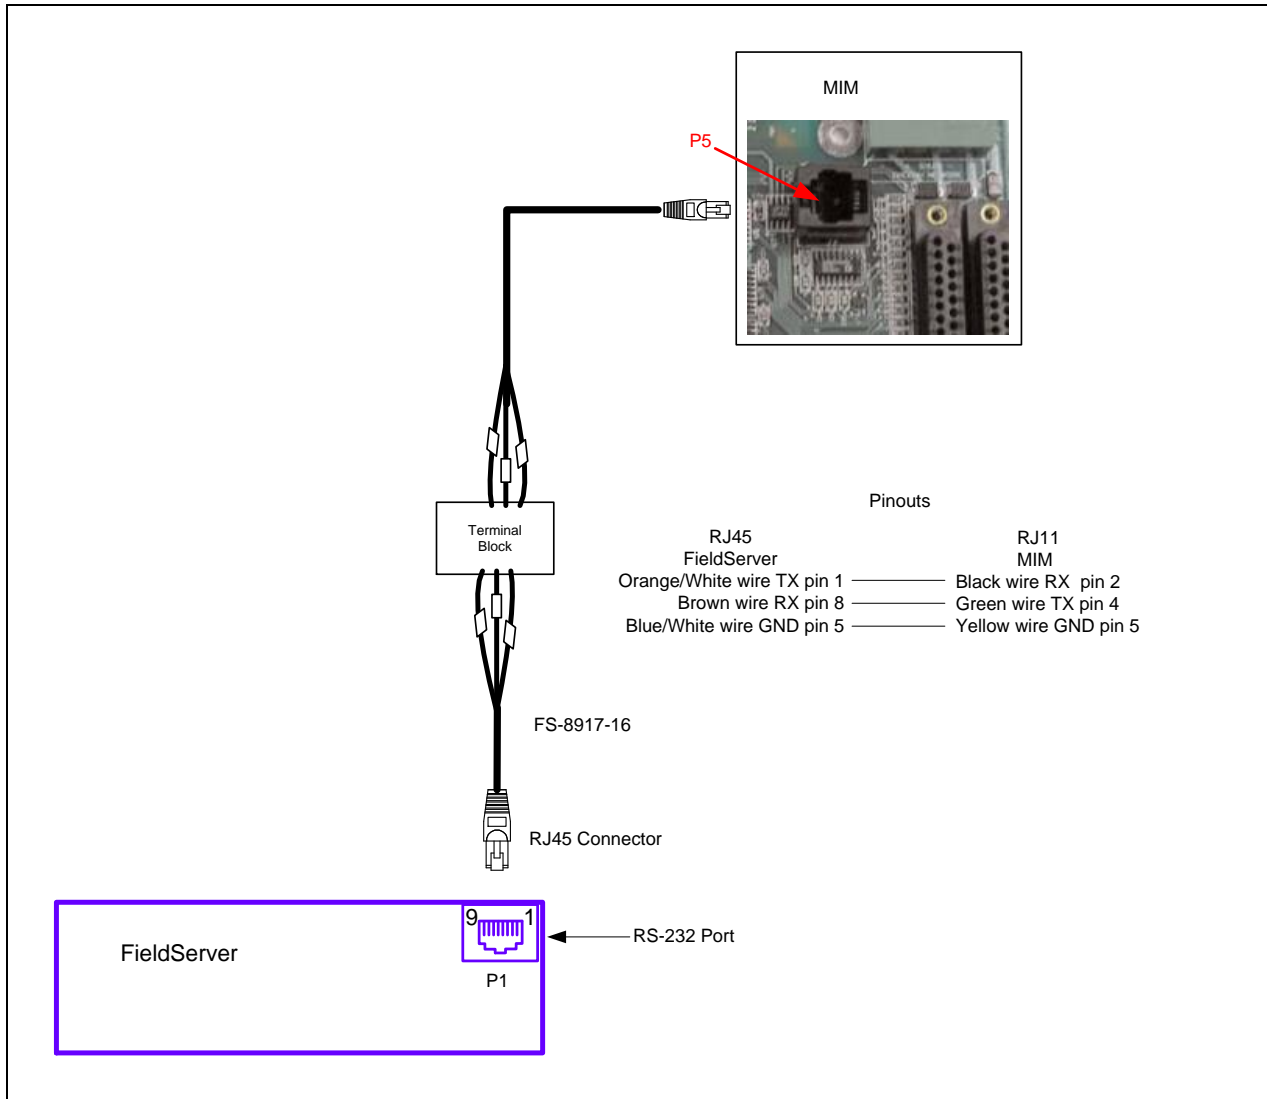 MIM
P5
Terminal
Block
Pinouts
RJ45
FieldServer
RJ11
MIM
Orange/White wire TX pin 1
Black wire RX pin 2
Brown wire RX pin 8
Green wire TX pin 4
Blue/White wire GND pin 5
Yellow wire GND pin 5
FS-8917-16
RJ45 Connector
9 1
RS-232 Port
FieldServer
P1